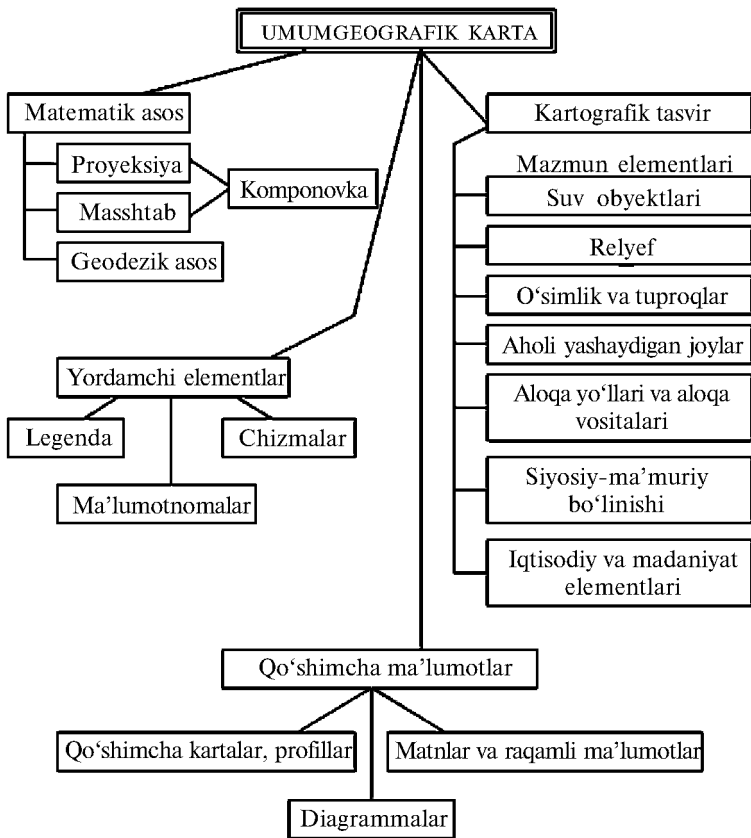 UMUMGEOGRAFIK KARTA
Matematik asos
Proyeksiya
Masshtab
Komponovka
Geodezik asos
Kartografik tasvir
Mazmun elementlari
Suv obyektlari
Relyef
O‘simlik va tuproqlar
Aholi yashaydigan joylar
Aloqa yo‘llari va aloqa
vositalari
Siyosiy-ma’muriy
bo‘linishi
Iqtisodiy va madaniyat
elementlari
Yordamchi elementlar
Legenda
Chizmalar
Ma’lumotnomalar
Qo‘shimcha ma’lumotlar
Qo‘shimcha kartalar, profillar
Matnlar va raqamli ma’lumotlar
Diagrammalar